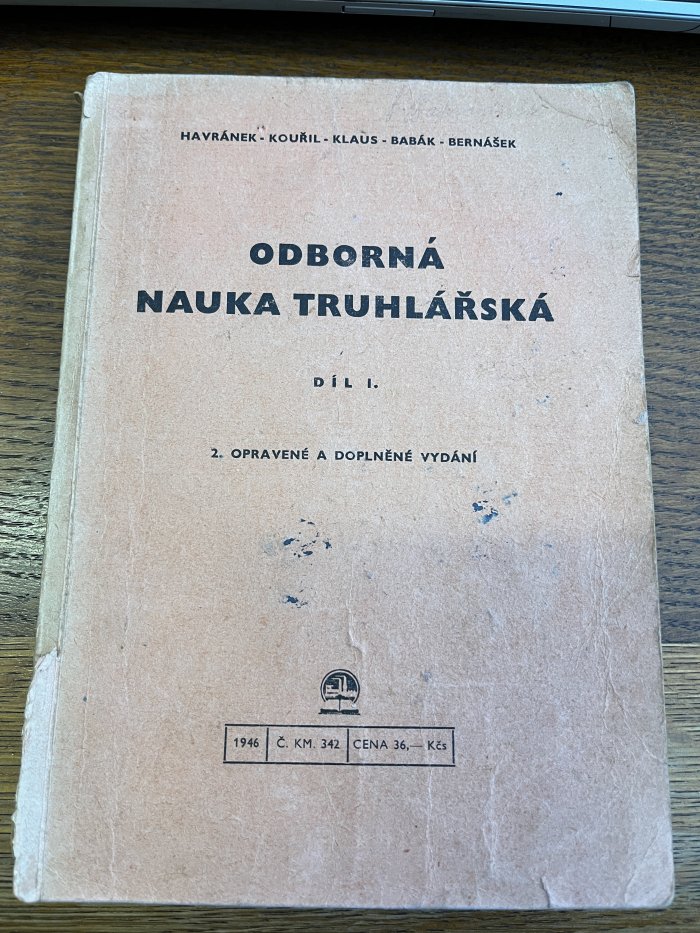 HAVRÁNEK - KOUŘIL - KLAUS - BABÁK - BERNÁŠEK
ODBORNÁ
NAUKA TRUHLÁŘSKÁ
DÍL I.
2. OPRAVENÉ A DOPLNĚNÉ VYDÁNÍ
1946 Č. KM. 342 CENA 36,— Kčs